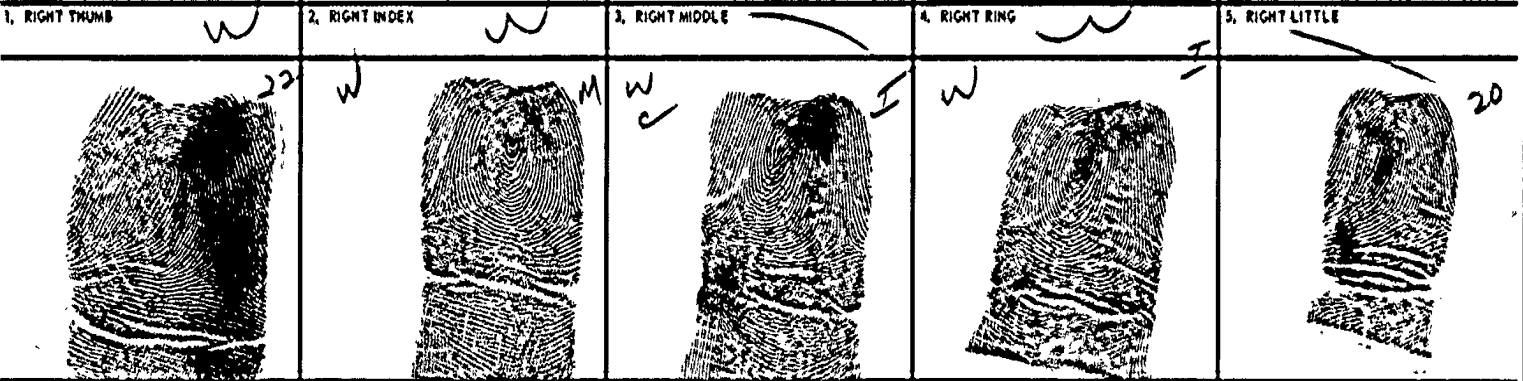 1, RIGHT THUMB
W
2, RIGHT INDEX
W
3, RIGHT MIDDLE
4, RIGHT RING
W
5, RIGHT LITTLE
22
W
M
W
C
I
W
I
20